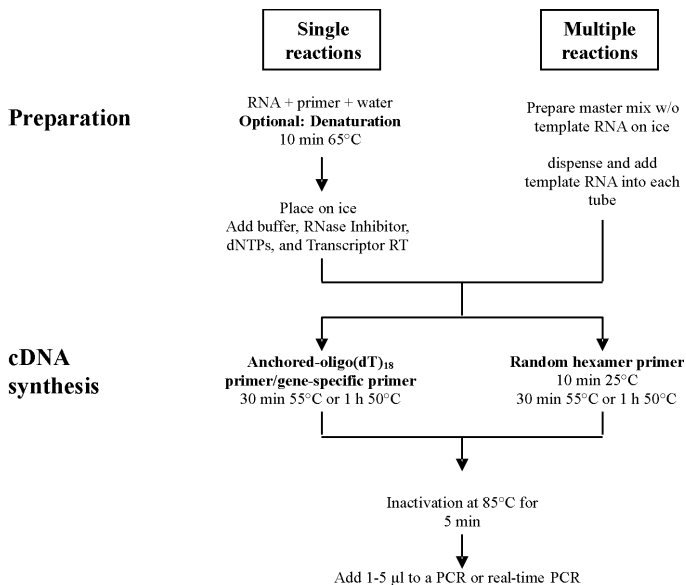 Single
reactions
Multiple
reactions
Preparation
RNA + primer + water
Optional: Denaturation
10 min 65°C
Place on ice
Add buffer, RNase Inhibitor,
dNTPs, and Transcriptor RT
Prepare master mix w/o
template RNA on ice
dispense and add
template RNA into each
tube
cDNA
synthesis
Anchored-oligo(dT)₁₈
primer/gene-specific primer
30 min 55°C or 1 h 50°C
Random hexamer primer
10 min 25°C
30 min 55°C or 1 h 50°C
Inactivation at 85°C for
5 min
Add 1-5 µl to a PCR or real-time PCR